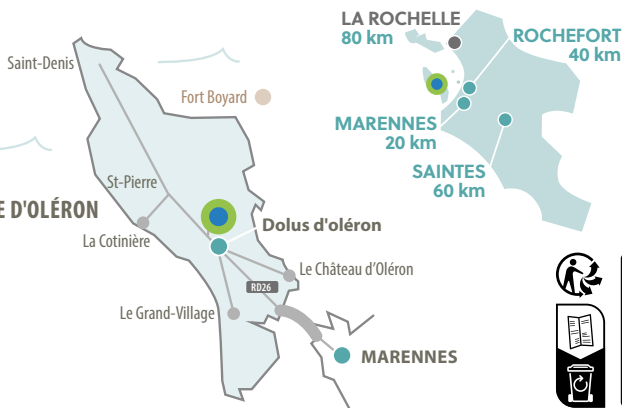 LA ROCHELLE
80 km
ROCHEFORT
40 km
MARENNES
20 km
SAINTES
60 km
Saint-Denis
Fort Boyard
St-Pierre
E D'OLÉRON
La Cotinière
Dolus d'oléron
Le Château d'Oléron
RD26
Le Grand-Village
MARENNES